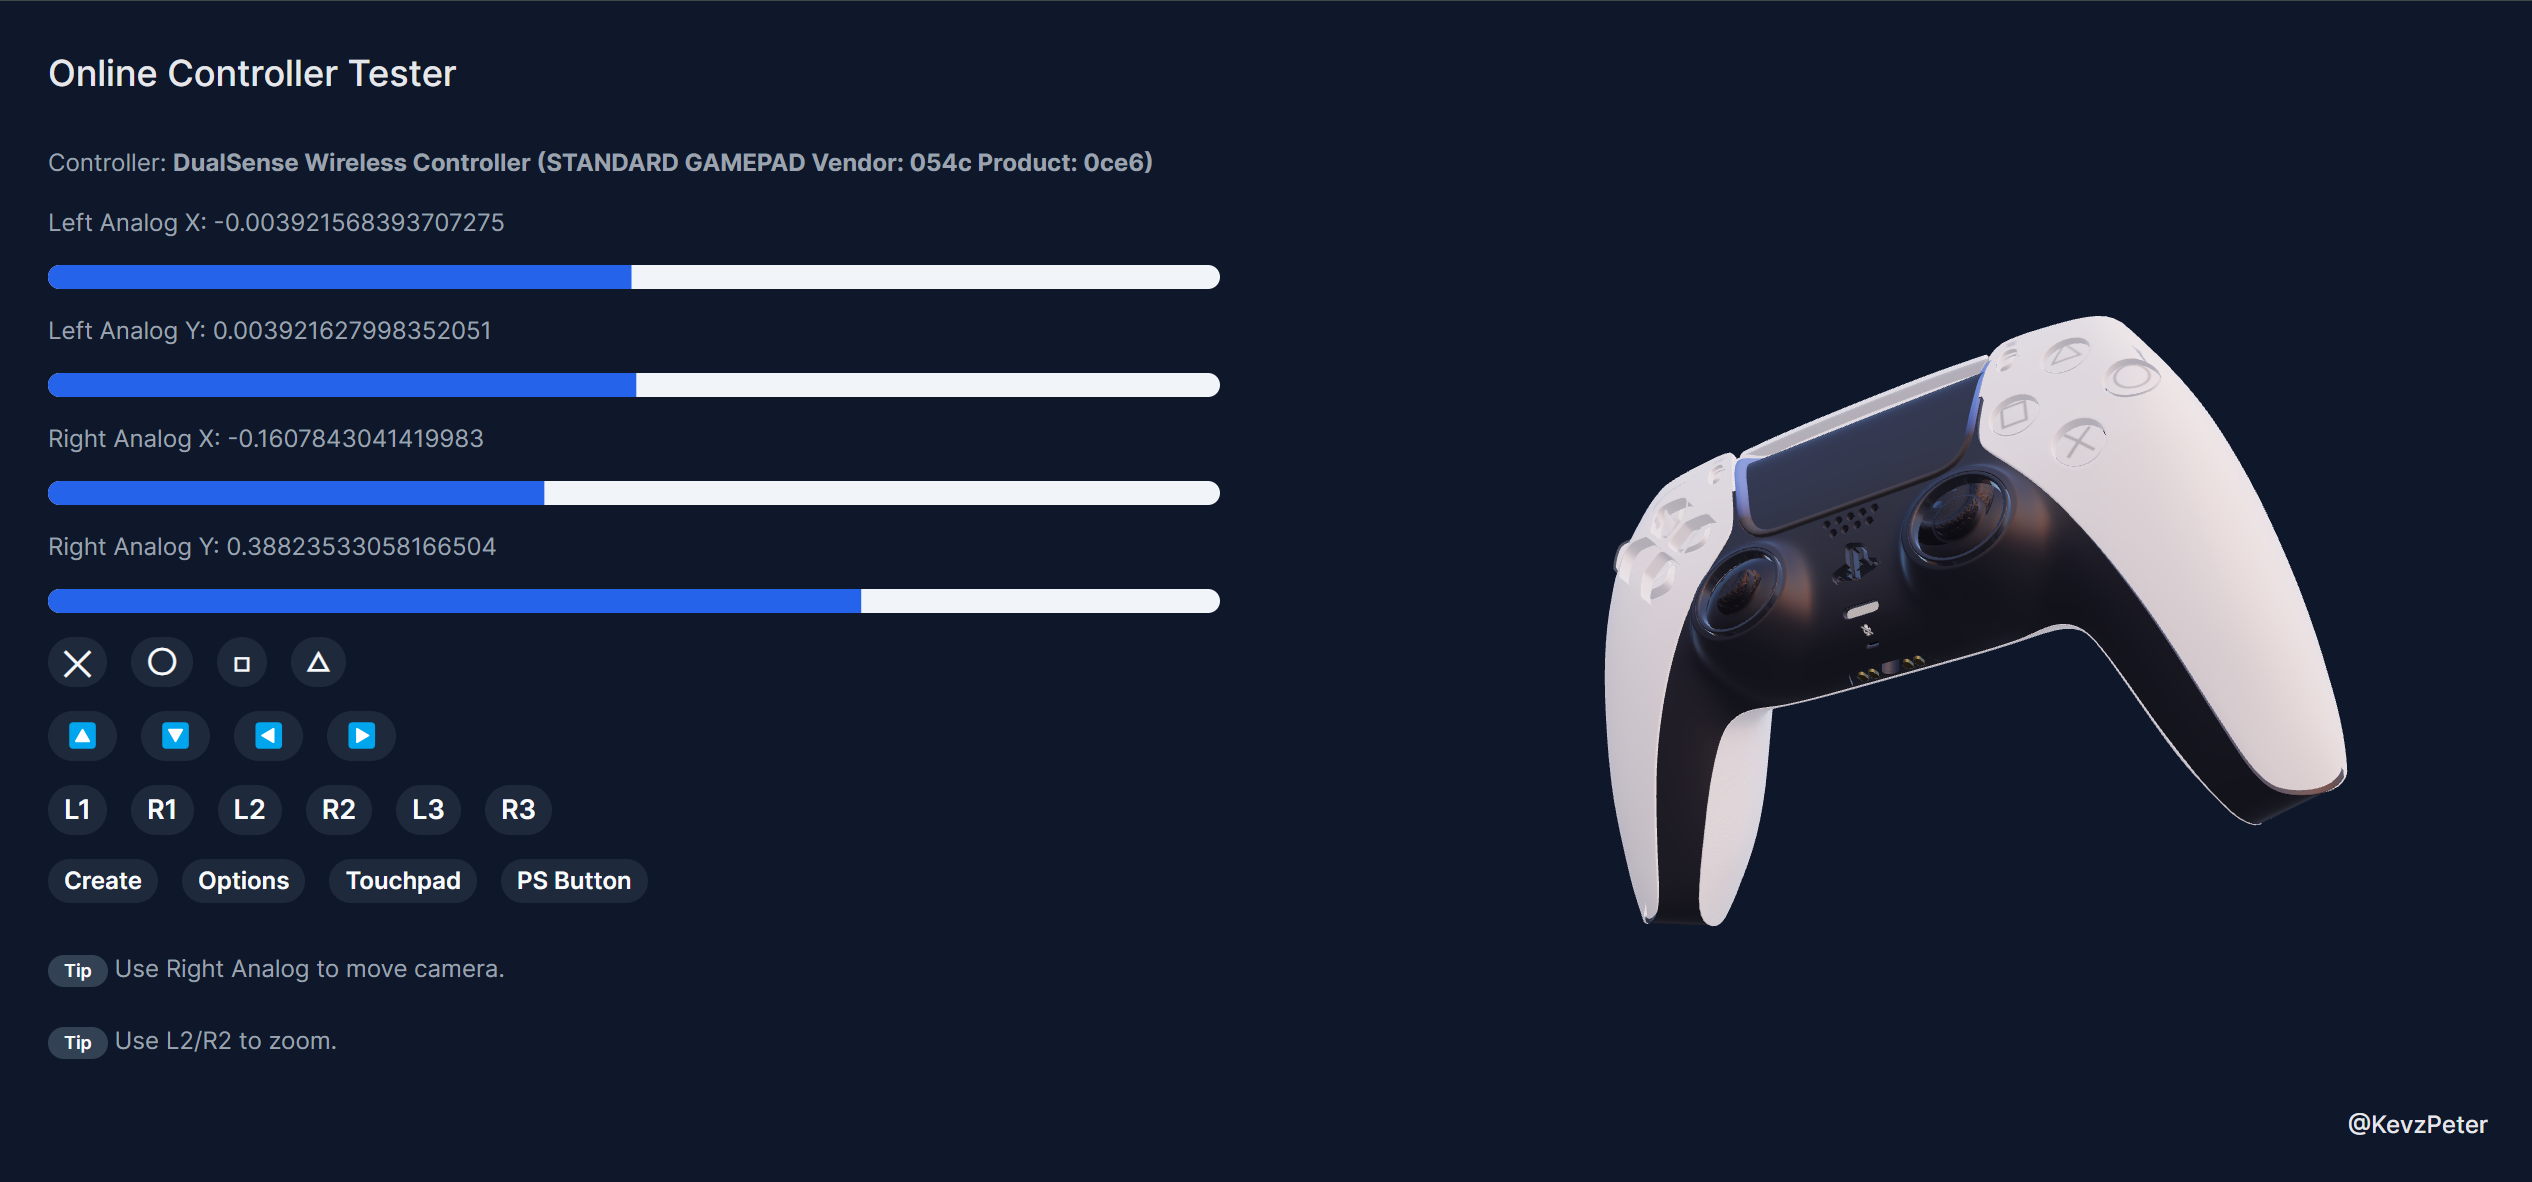 Online Controller Tester
Controller: DualSense Wireless Controller (STANDARD GAMEPAD Vendor: 054c Product: 0ce6)
Left Analog X: -0.003921568393707275
Left Analog Y: 0.003921627998352051
Right Analog X: -0.1607843041419983
Right Analog Y: 0.38823533058166504
L1 R1 L2 R2 L3 R3
Create Options Touchpad PS Button
Tip Use Right Analog to move camera.
Tip Use L2/R2 to zoom.
@KevzPeter